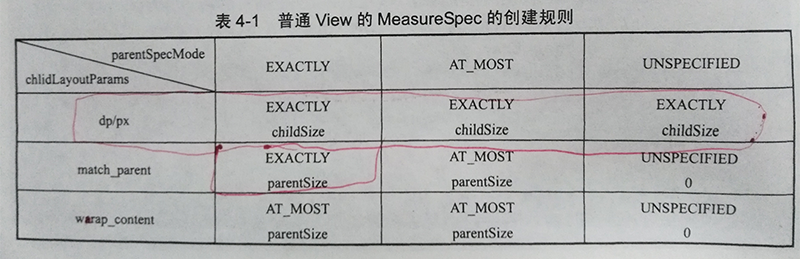 表 4-1 普通 View 的 MeasureSpec 的创建规则
parentSpecMode
chlidLayoutParams
EXACTLY
AT_MOST
UNSPECIFIED
dp/px
EXACTLY
childSize
EXACTLY
childSize
EXACTLY
childSize
match_parent
EXACTLY
parentSize
AT_MOST
parentSize
UNSPECIFIED
0
warap_content
AT_MOST
parentSize
AT_MOST
parentSize
UNSPECIFIED
0